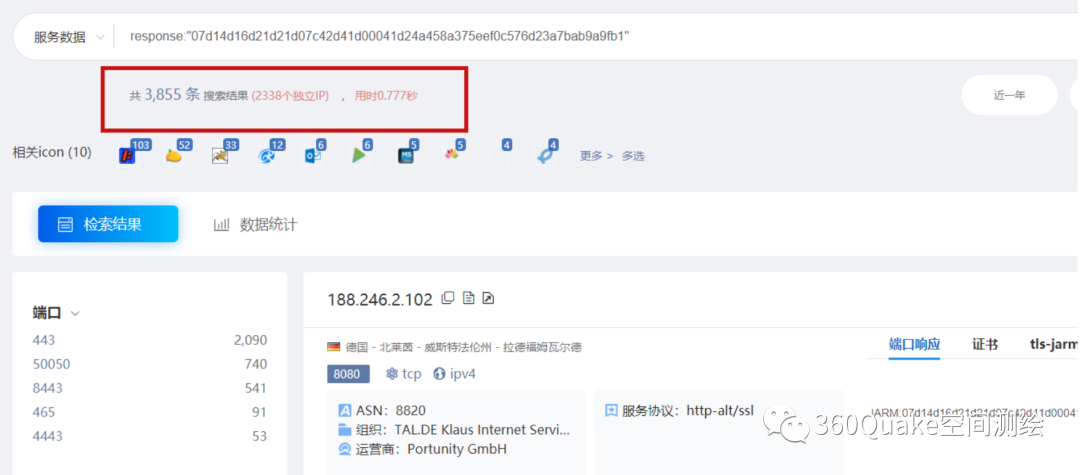 服务数据 response:"07d14d16d21d21d07c42d41d00041d24a458a375eef0c576d23a7bab9a9fb1"
共 3,855 条 搜索结果 (2338个独立IP) ， 用时0.777秒
近一年
相关icon (10) 103 52 33 12 6 6 5 5 4 4 更多 > 多选
检索结果 数据统计
端口
443 2,090
50050 740
8443 541
465 91
4443 53
188.246.2.102
德国 - 北莱茵 - 威斯特法伦州 - 拉德福姆瓦尔德
8080 tcp ipv4
ASN: 8820
组织: TAL.DE Klaus Internet Servi...
运营商: Portunity GmbH
服务协议: http-alt/ssl
端口响应 证书 tls-jarm
JARM:07d14d16d21d21d07c42d41d00041
360Quake空间测绘